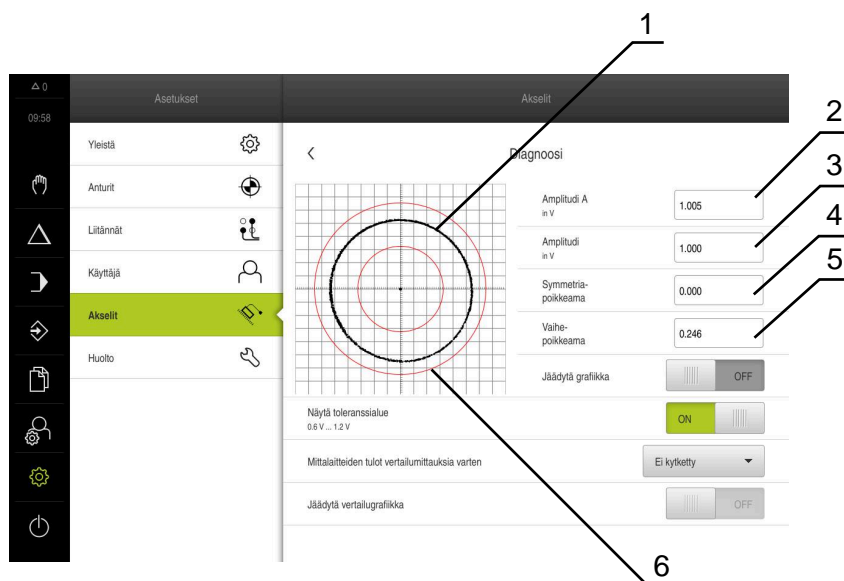 1
△ 0
Asetukset
Akselit
09:58
2
Yleistä
Diagnoosi
3
Anturit
Amplitudi A
in V
1.005
4
Liitännät
Amplitudi
in V
1.000
5
Käyttäjä
Symmetria-
poikkeama
0.000
Akselit
Vaihe-
poikkeama
0.246
Huolto
Jäädytä grafiikka
OFF
Näytä toleranssialue
0.6 V ... 1.2 V
ON
Mittalaitteiden tulot vertailumittauksia varten
Ei kytketty
Jäädytä vertailugrafiikka
OFF
6